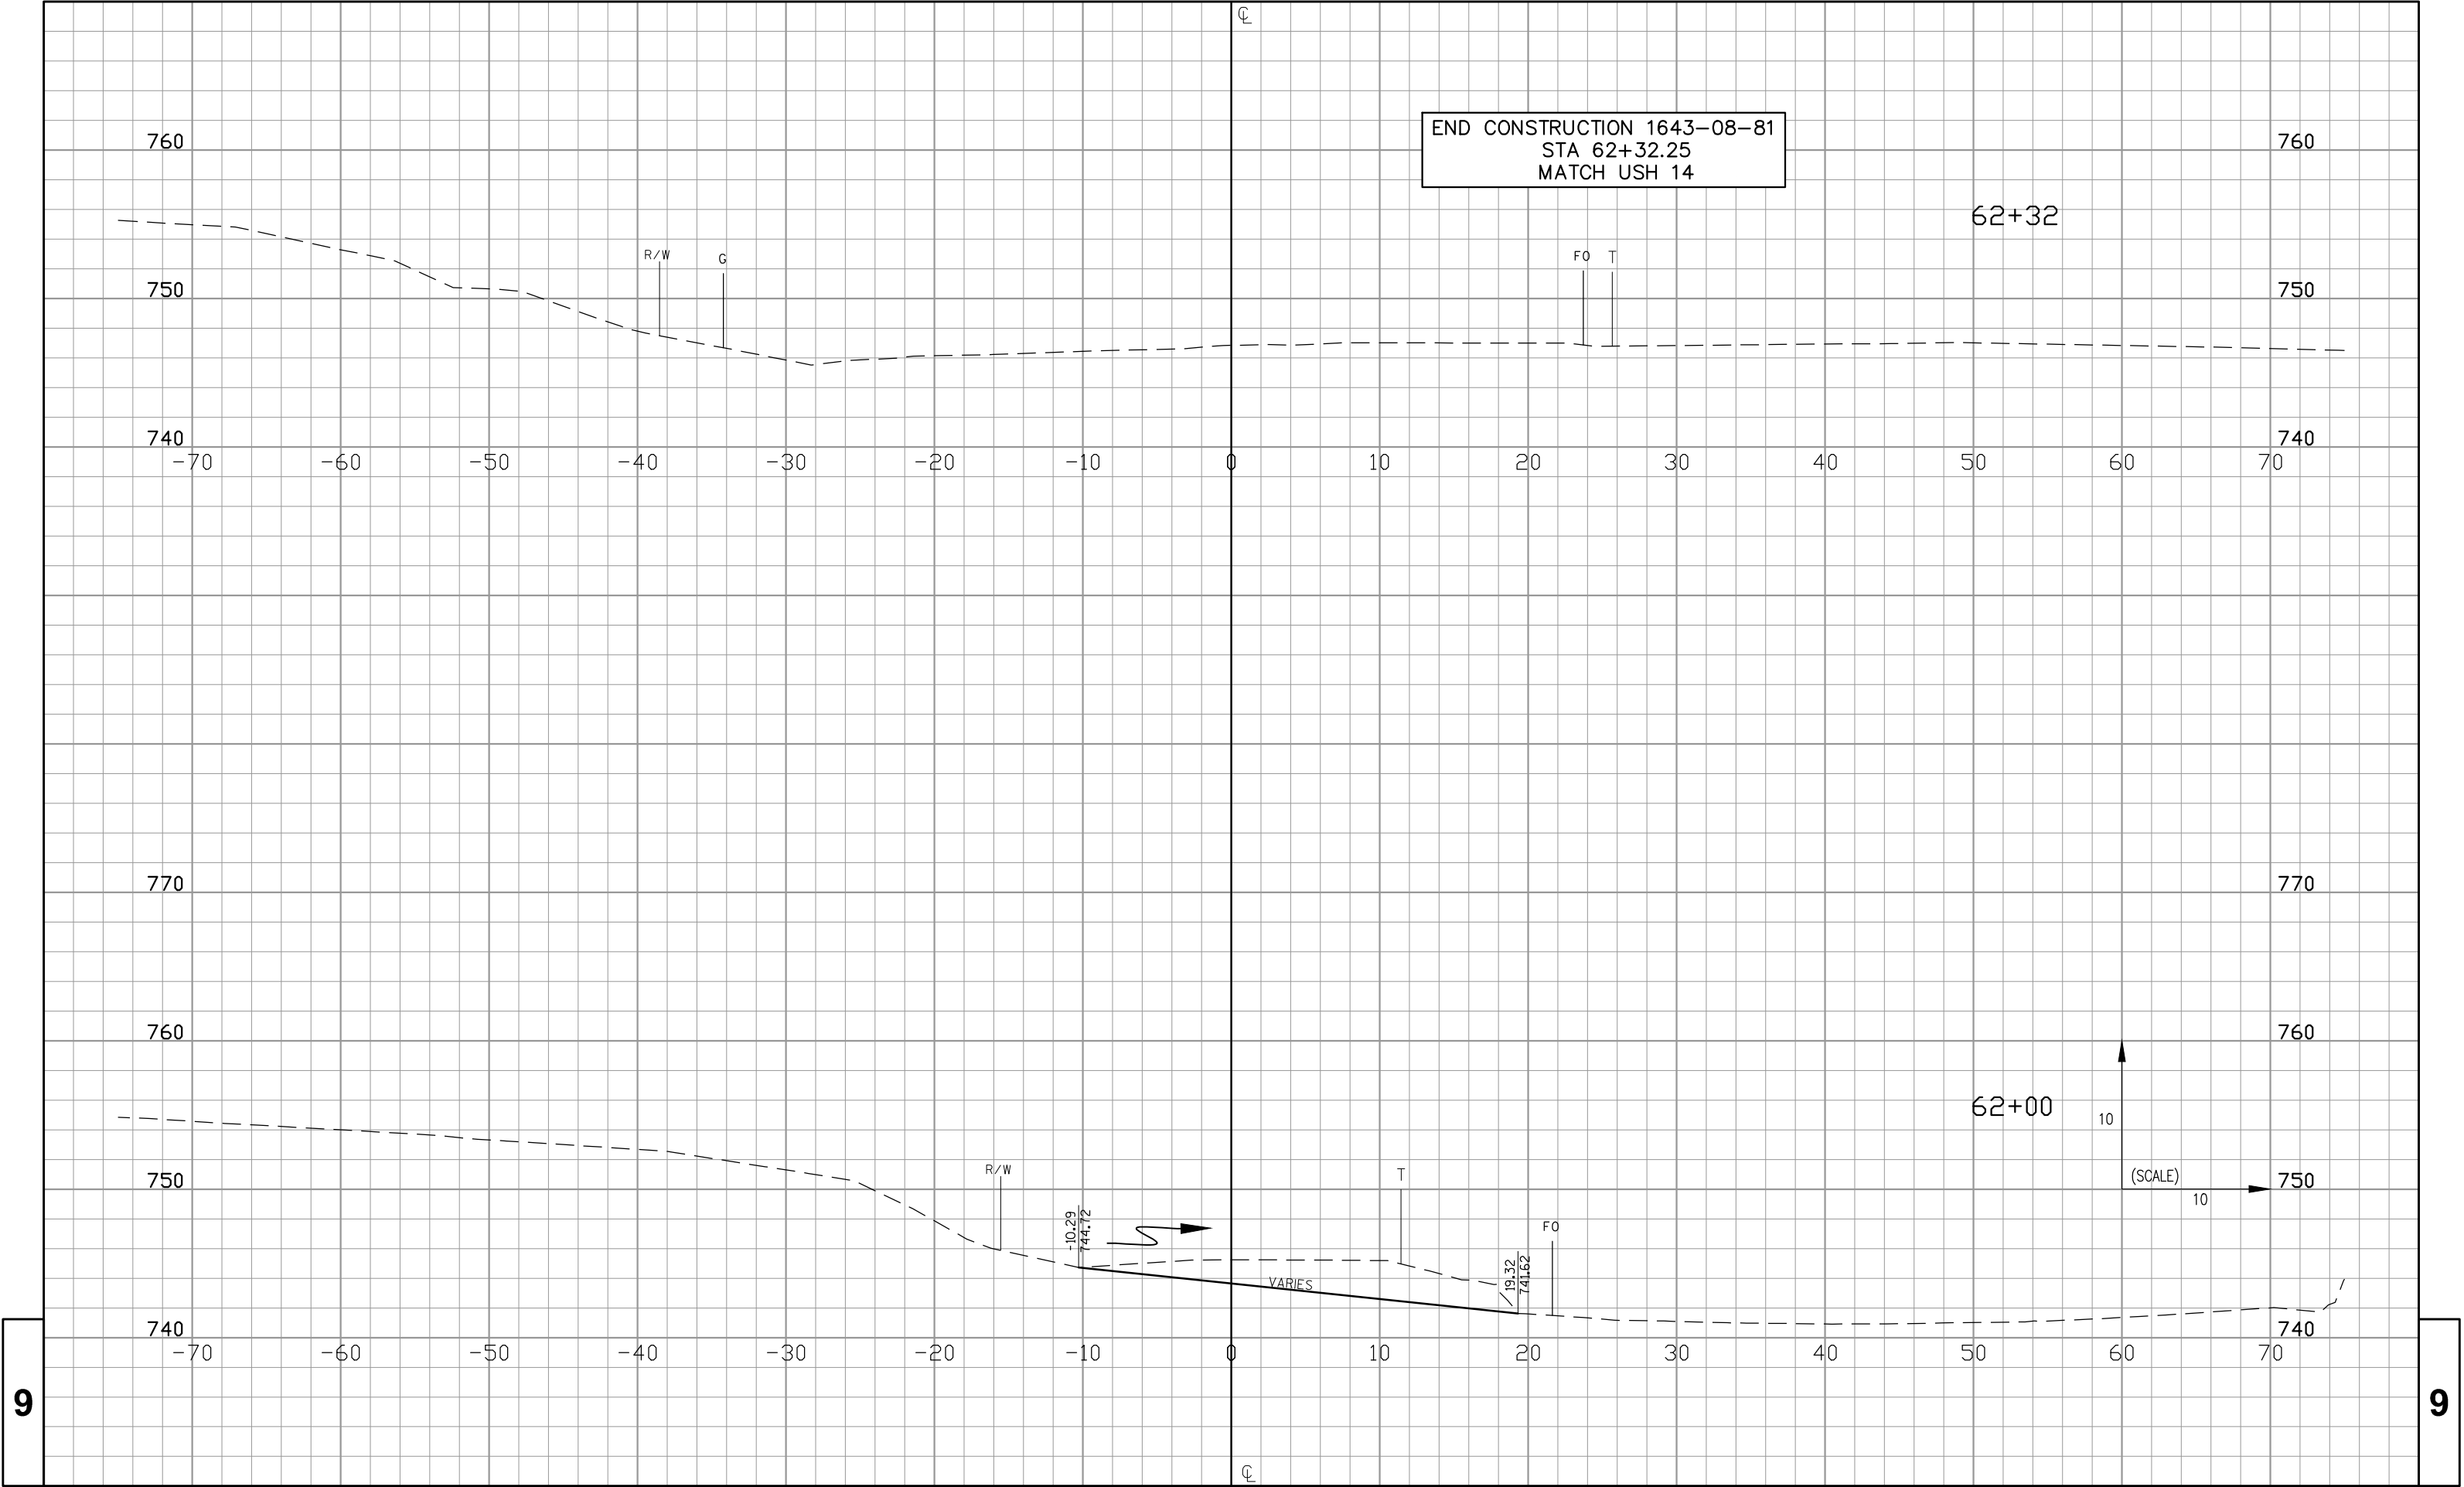 ℄
END CONSTRUCTION 1643-08-81
STA 62+32.25
MATCH USH 14
760 760
62+32
R/W G FO T
750 750
740 740
-70 -60 -50 -40 -30 -20 -10 0 10 20 30 40 50 60 70
770 770
760 760
62+00
10
R/W T
750 (SCALE) 750
10
-10.29
744.72
FO
19.32
741.62
VARIES
740 740
-70 -60 -50 -40 -30 -20 -10 0 10 20 30 40 50 60 70
9 9
℄